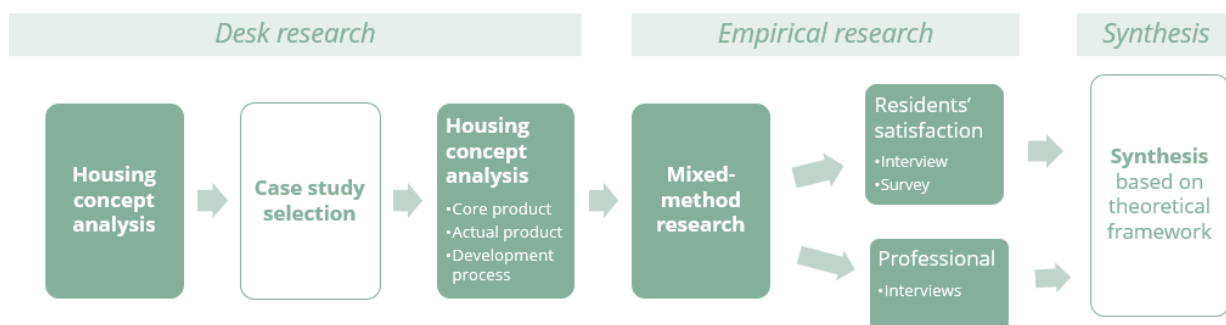 Desk research
Empirical research
Synthesis
Housing
concept
analysis
Case study
selection
Housing
concept
analysis
•Core product
•Actual product
•Development
process
Mixed-
method
research
Residents’
satisfaction
•Interview
•Survey
Professional
•Interviews
Synthesis
based on
theoretical
framework